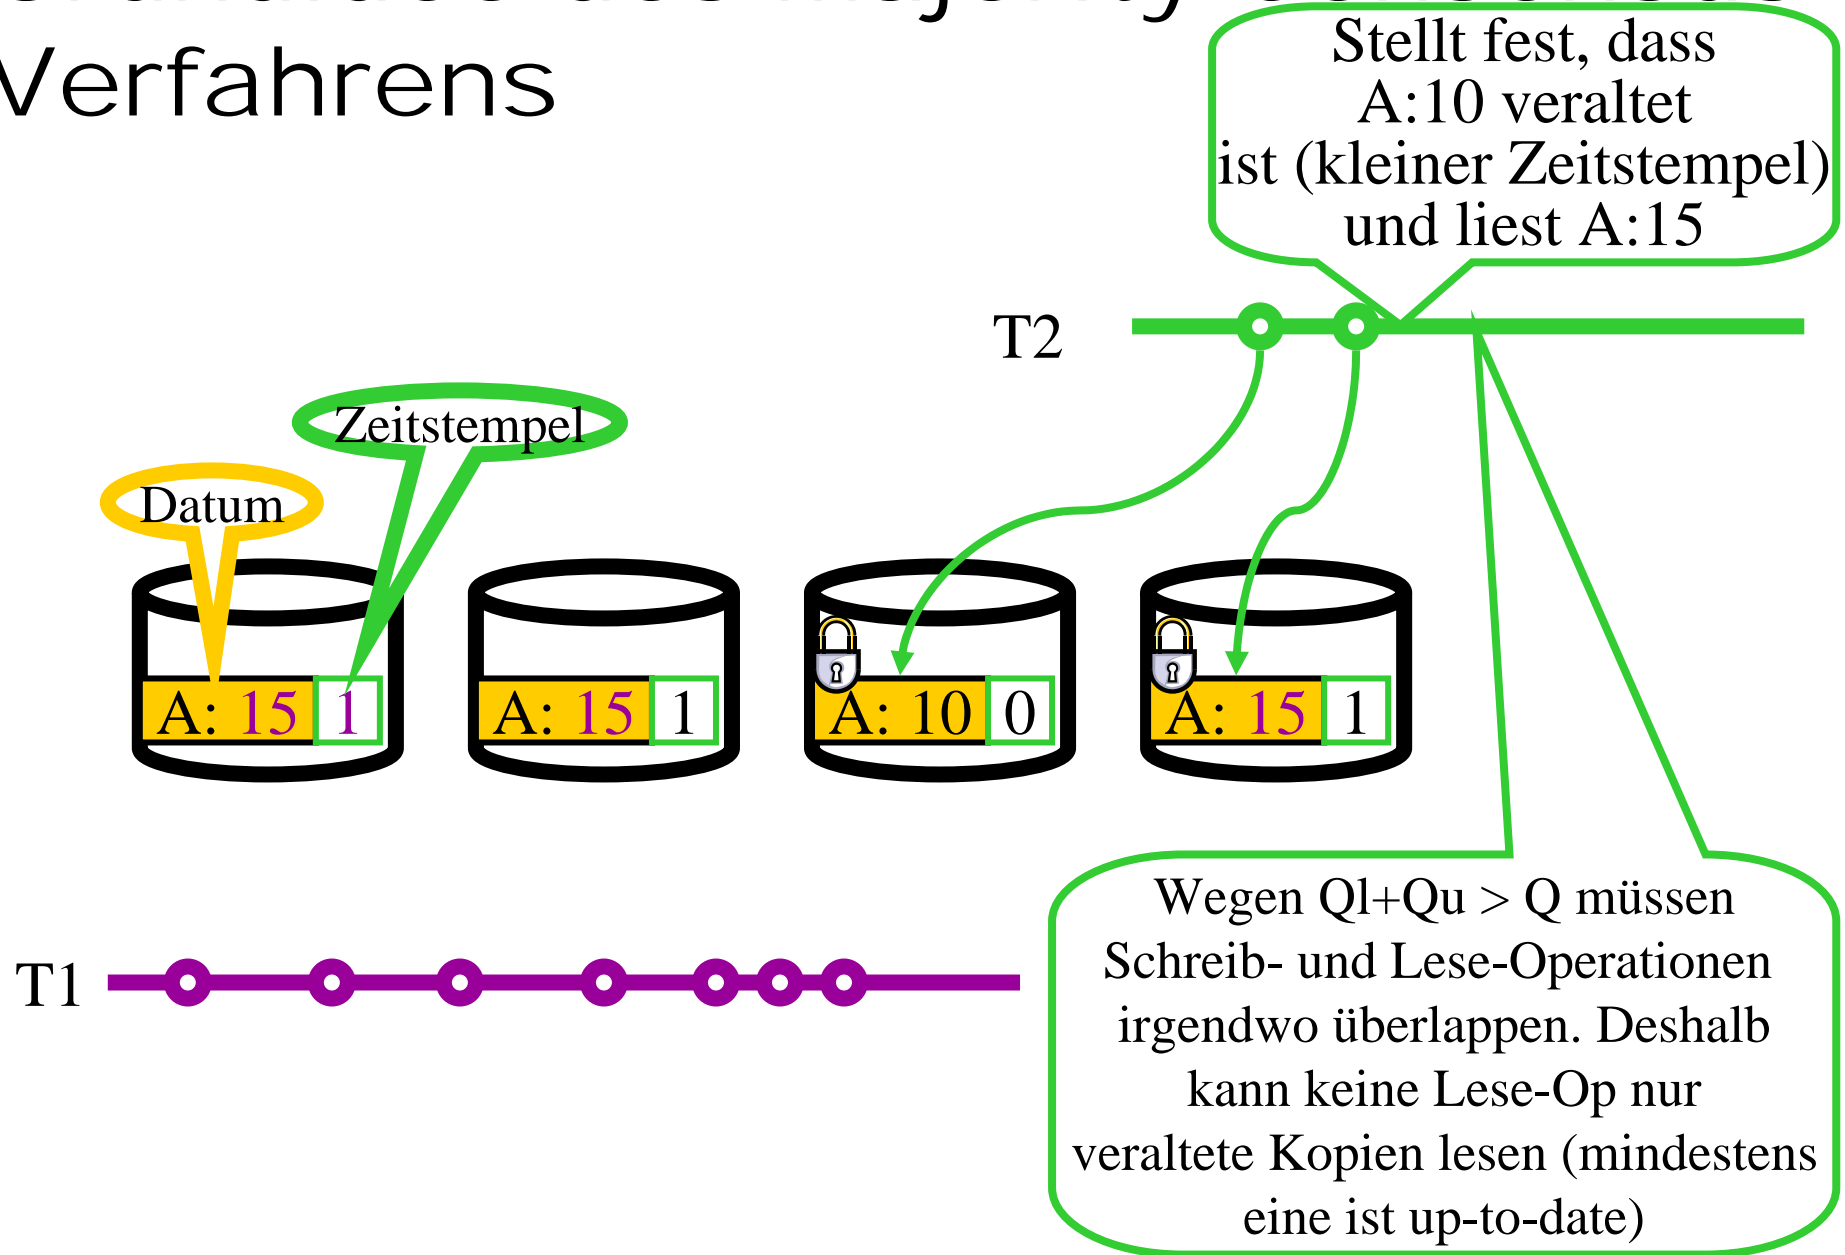 Verfahrens
Stellt fest, dass
A:10 veraltet
ist (kleiner Zeitstempel)
und liest A:15
T2
Zeitstempel
Datum
A: 15 1
A: 15 1
A: 10 0
A: 15 1
T1
Wegen Ql+Qu > Q müssen
Schreib- und Lese-Operationen
irgendwo überlappen. Deshalb
kann keine Lese-Op nur
veraltete Kopien lesen (mindestens
eine ist up-to-date)